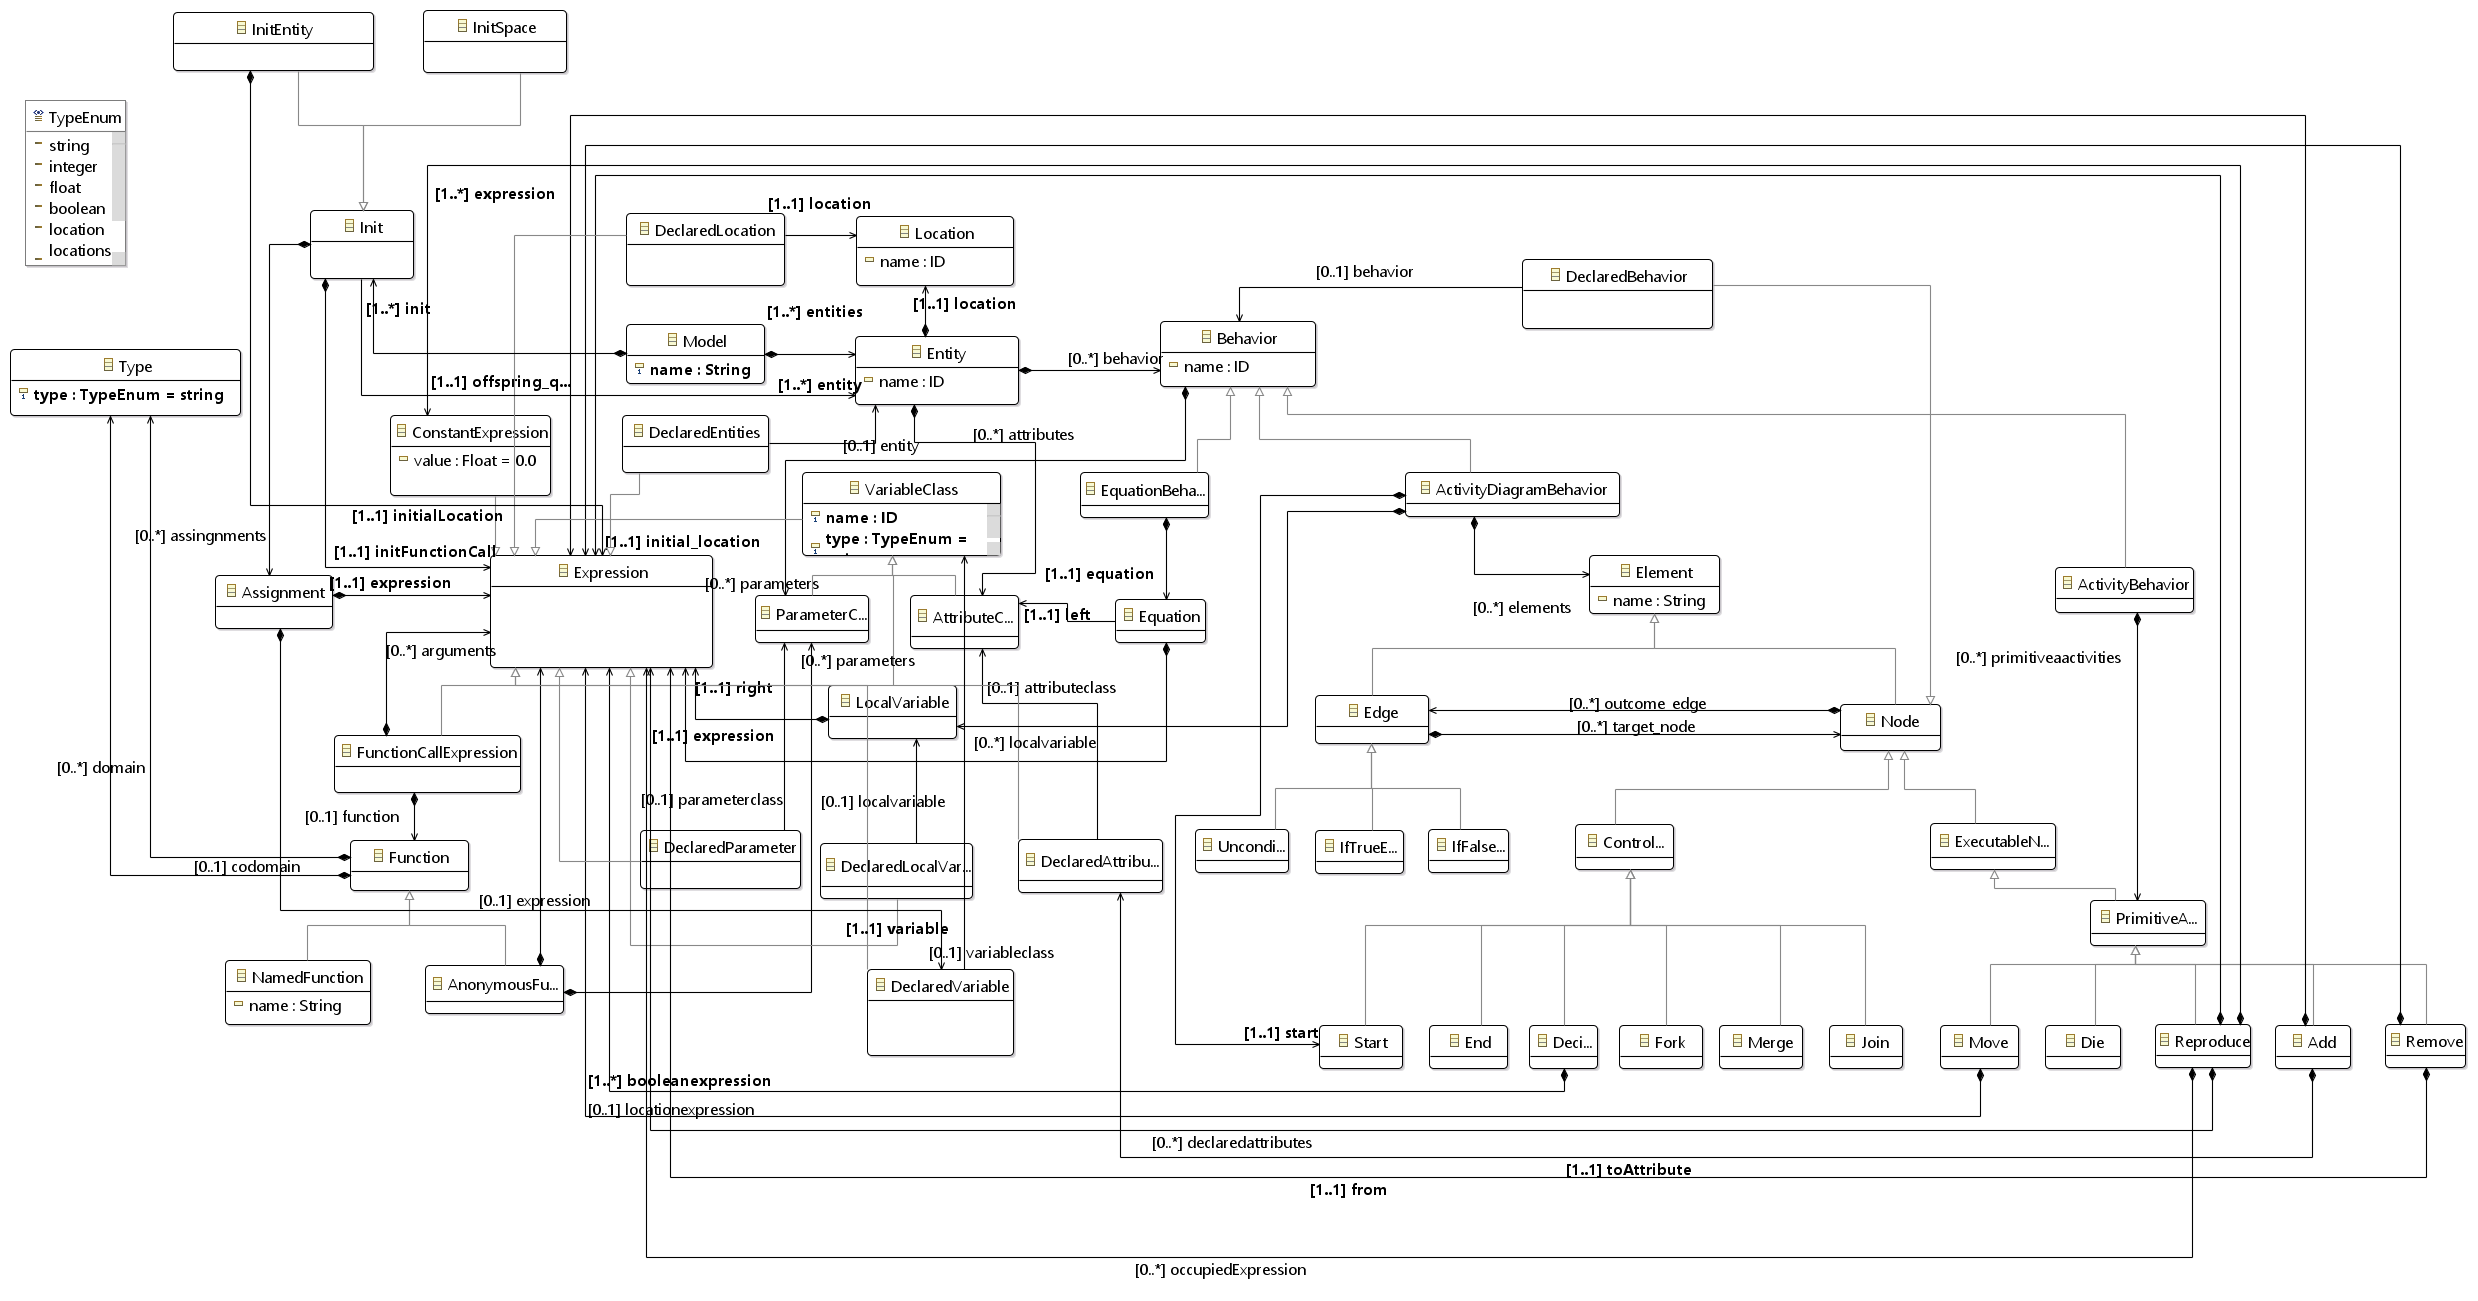 InitEntity
InitSpace
TypeEnum
string
integer
float
boolean
location
locations
[1..*] expression
[1..1] location
Init
DeclaredLocation
Location
name : ID
[0..1] behavior
DeclaredBehavior
[1..*] init
[1..*] entities
[1..1] location
Model
name : String
Entity
name : ID
[0..*] behavior
Behavior
name : ID
Type
type : TypeEnum = string
[1..1] offspring_q...
[1..*] entity
ConstantExpression
value : Float = 0.0
DeclaredEntities
[0..1] entity
[0..*] attributes
VariableClass
name : ID
type : TypeEnum =
EquationBeha...
ActivityDiagramBehavior
[1..1] initialLocation
[0..*] assingnments
[1..1] initFunctionCall
[1..1] initial_location
Expression
[0..*] parameters
[1..1] equation
Element
name : String
ActivityBehavior
Assignment
[1..1] expression
ParameterC...
AttributeC...
[1..1] left
Equation
[0..*] elements
[0..*] arguments
[0..*] parameters
[0..*] primitiveaactivities
[1..1] right
LocalVariable
[0..1] attributeclass
Edge
[0..*] outcome_edge
[0..*] target_node
Node
FunctionCallExpression
[1..1] expression
[0..*] localvariable
[0..*] domain
[0..1] function
[0..1] parameterclass
[0..1] localvariable
Function
[0..1] codomain
DeclaredParameter
DeclaredLocalVar...
DeclaredAttribu...
Uncondi...
IfTrueE...
IfFalse...
Control...
ExecutableN...
[0..1] expression
[1..1] variable
[0..1] variableclass
PrimitiveA...
NamedFunction
name : String
AnonymousFu...
DeclaredVariable
[1..1] start
Start
End
Deci...
Fork
Merge
Join
Move
Die
Reproduce
Add
Remove
[1..*] booleanexpression
[0..1] locationexpression
[0..*] declaredattributes
[1..1] toAttribute
[1..1] from
[0..*] occupiedExpression